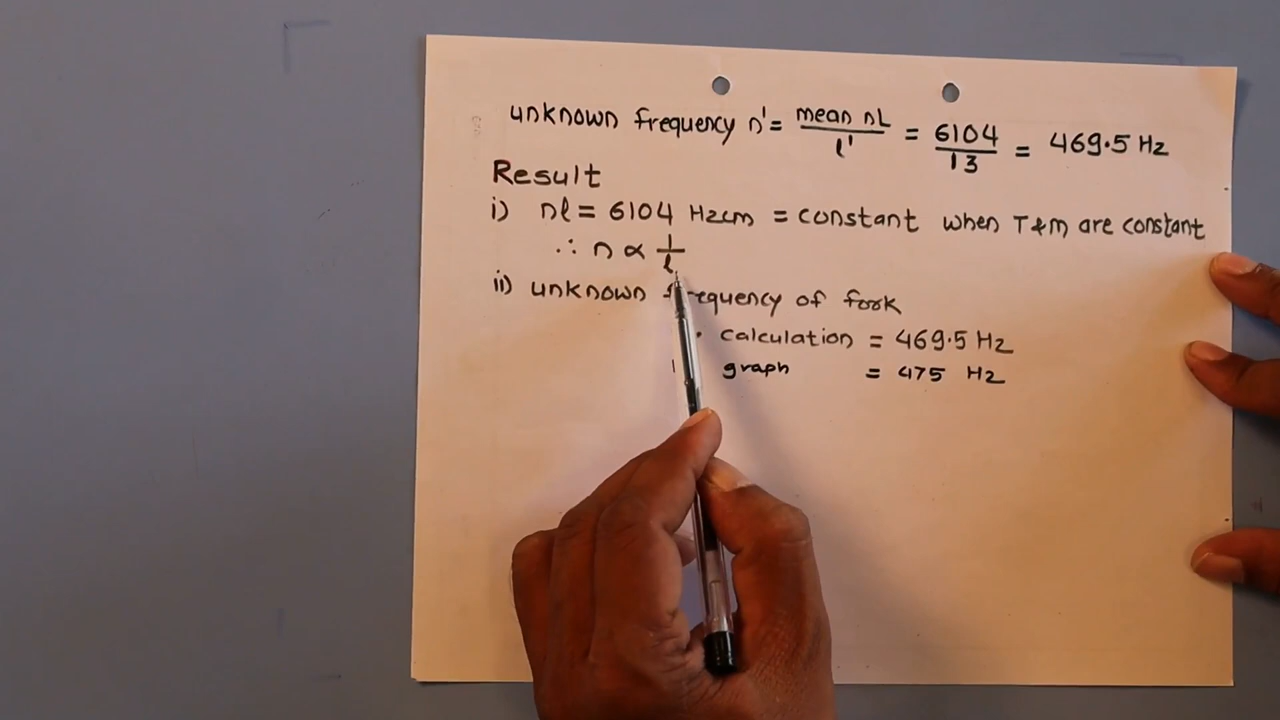 unknown frequency n' = mean nl / l' = 6104 / 13 = 469.5 Hz
Result
i) nl = 6104 Hzcm = constant when T & m are constant
∴ n ∝ 1 / l
ii) unknown frequency of fork
calculation = 469.5 Hz
graph = 475 Hz